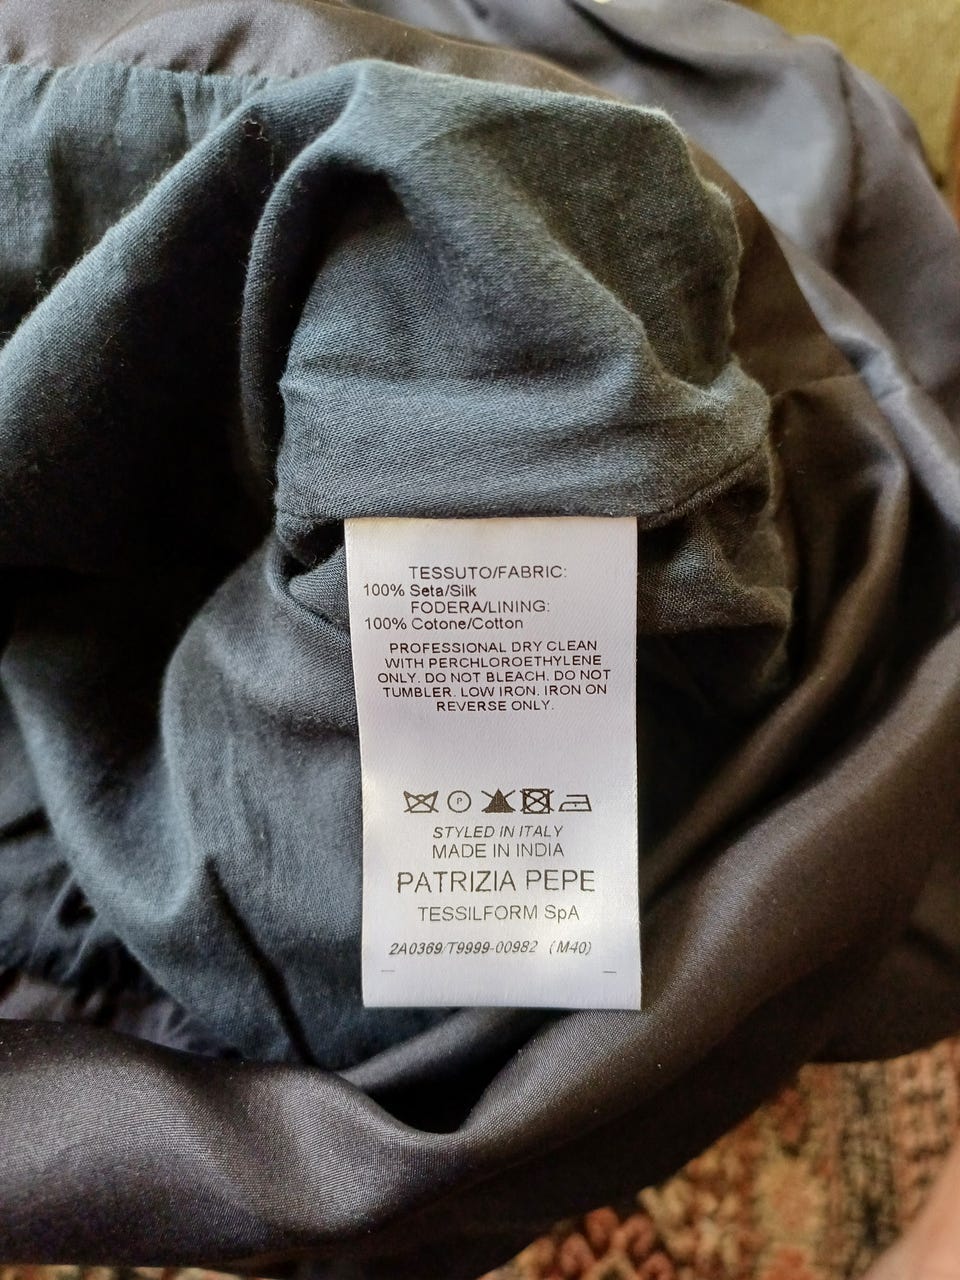 TESSUTO/FABRIC:
100% Seta/Silk
FODERA/LINING:
100% Cotone/Cotton
PROFESSIONAL DRY CLEAN
WITH PERCHLOROETHYLENE
ONLY. DO NOT BLEACH. DO NOT
TUMBLER. LOW IRON. IRON ON
REVERSE ONLY.
P
STYLED IN ITALY
MADE IN INDIA
PATRIZIA PEPE
TESSILFORM SpA
2A0369/T9999-00982 (M40)